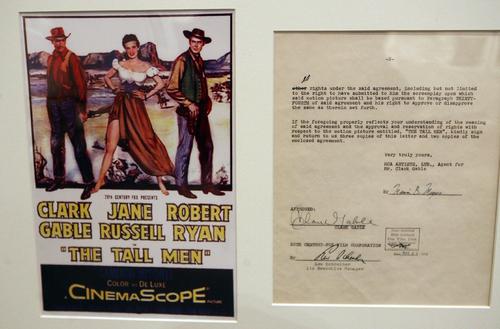 20TH CENTURY FOX PRESENTS
CLARK JANE ROBERT
GABLE RUSSELL RYAN
"THE TALL MEN"
COLOR BY DE LUXE
CINEMASCOPE
-2-
other rights under the said agreement, including but not limited
to the right to have submitted to him the screenplay upon which
said motion picture shall be based pursuant to Paragraph THIRTY-
FOURTH of said agreement and his right to approve or disapprove
the same as therein set forth.
If the foregoing properly reflects your understanding of the meaning
of said agreement and the approval and reservation of rights with
respect to the motion picture entitled, "THE TALL MEN," kindly sign
and return to us three copies of this letter and two copies of the
enclosed agreement.
Very truly yours,
MCA ARTISTS, LTD., Agent for
Mr. Clark Gable
By
APPROVED:
Clark Gable
CLARK GABLE
CENTURY-FOX FILM CORPORATION
By
Lew Schreiber
Its Executive Manager